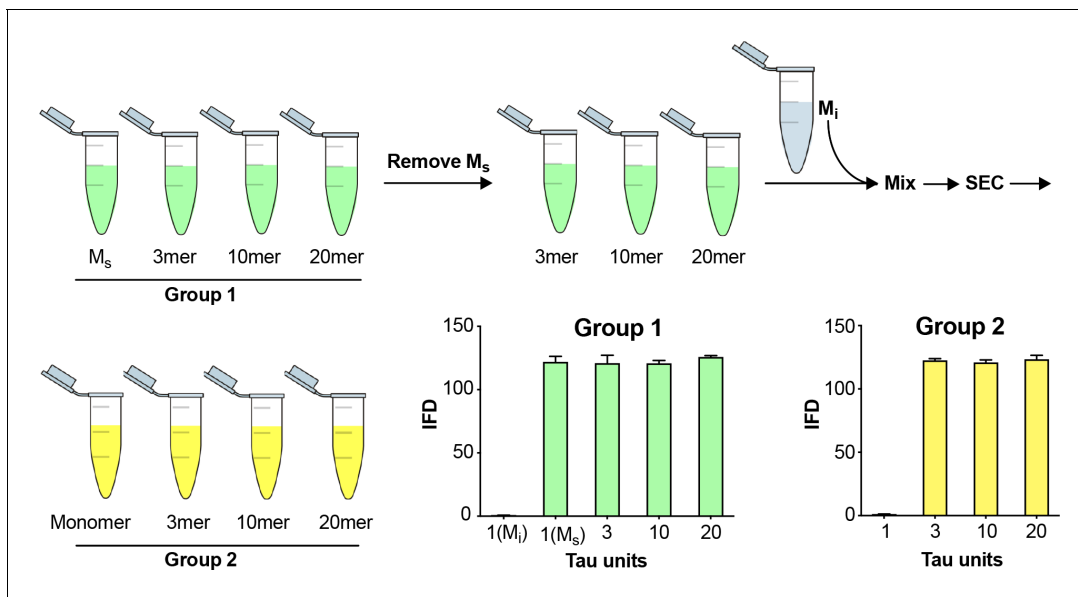 Remove Ms
Mi
Mix
SEC
Ms 3mer 10mer 20mer
Group 1
3mer 10mer 20mer
Monomer 3mer 10mer 20mer
Group 2
Group 1
IFD
150
100
50
0
1(Mi) 1(Ms) 3 10 20
Tau units
Group 2
IFD
150
100
50
0
1 3 10 20
Tau units